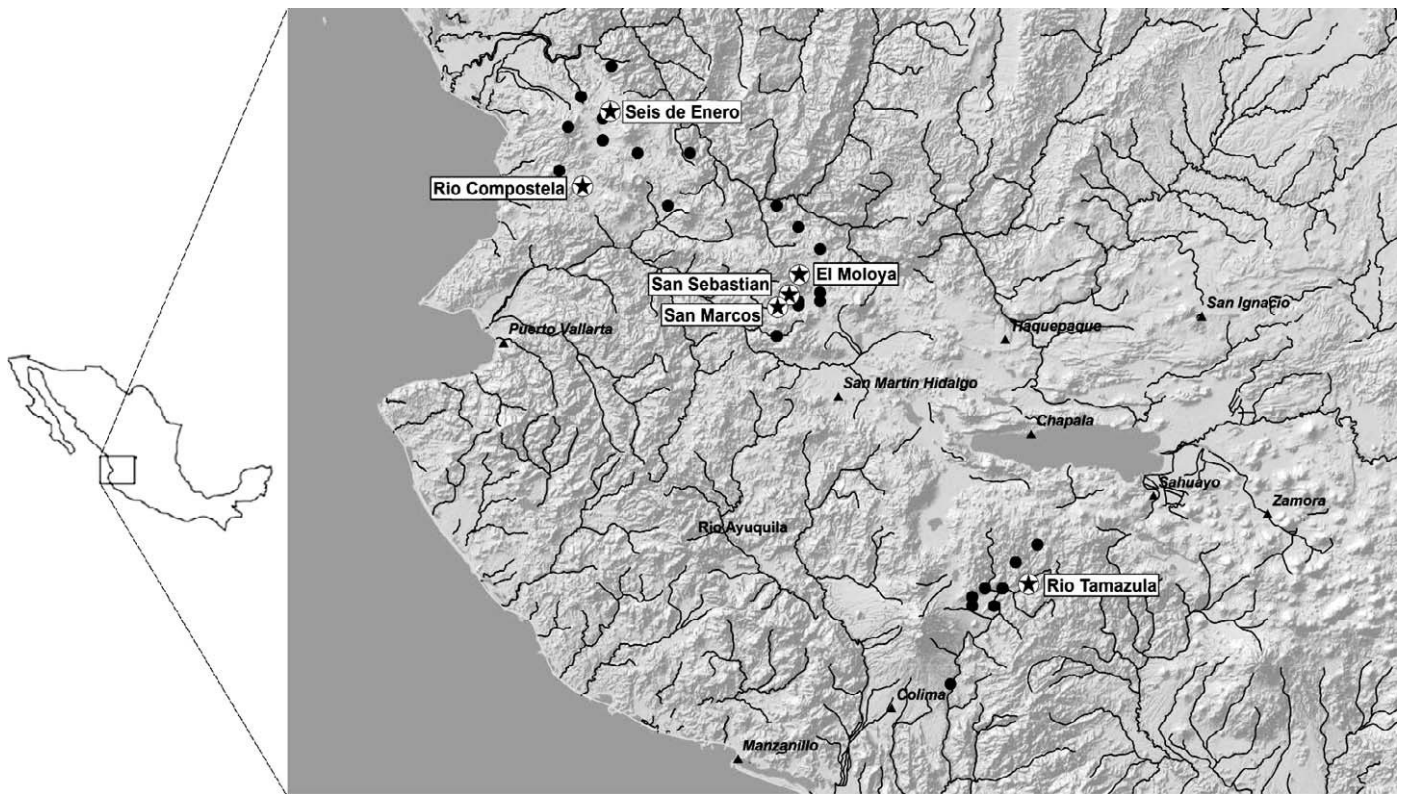 Seis de Enero
Rio Compostela
El Moloya
San Sebastian
San Marcos
San Ignacio
Puerto Vallarta
Tlaquepaque
San Martin Hidalgo
Chapala
Sahuayo
Zamora
Rio Ayuquila
Rio Tamazula
Colima
Manzanillo